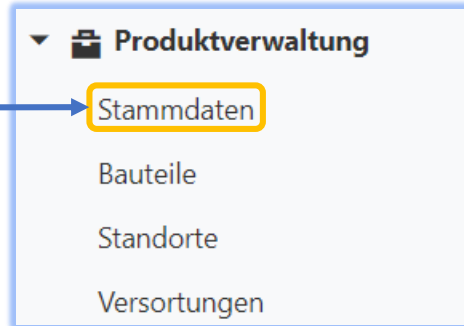 Produktverwaltung
Stammdaten
Bauteile
Standorte
Versortungen